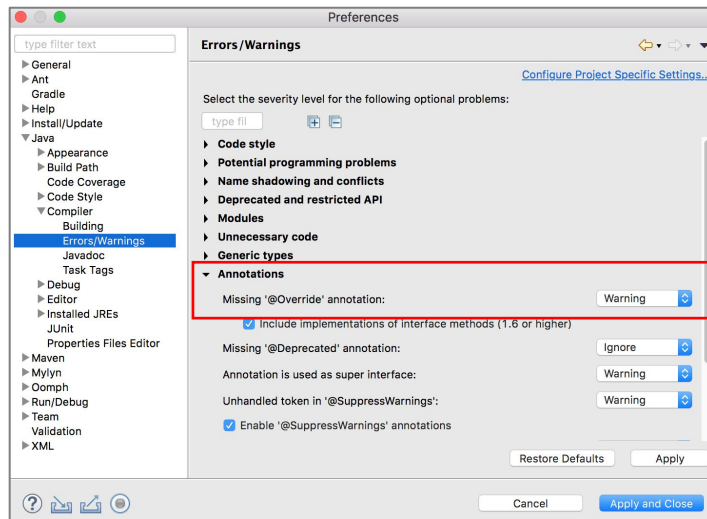 Preferences
type filter text
General
Ant
Gradle
Help
Install/Update
Java
Appearance
Build Path
Code Coverage
Code Style
Compiler
Building
Errors/Warnings
Javadoc
Task Tags
Debug
Editor
Installed JREs
JUnit
Properties Files Editor
Maven
Mylyn
Oomph
Run/Debug
Team
Validation
XML
Errors/Warnings
Configure Project Specific Settings..
Select the severity level for the following optional problems:
type fil
Code style
Potential programming problems
Name shadowing and conflicts
Deprecated and restricted API
Modules
Unnecessary code
Generic types
Annotations
Missing '@Override' annotation: Warning
Include implementations of interface methods (1.6 or higher)
Missing '@Deprecated' annotation: Ignore
Annotation is used as super interface: Warning
Unhandled token in '@SuppressWarnings': Warning
Enable '@SuppressWarnings' annotations
Restore Defaults Apply
? Cancel Apply and Close